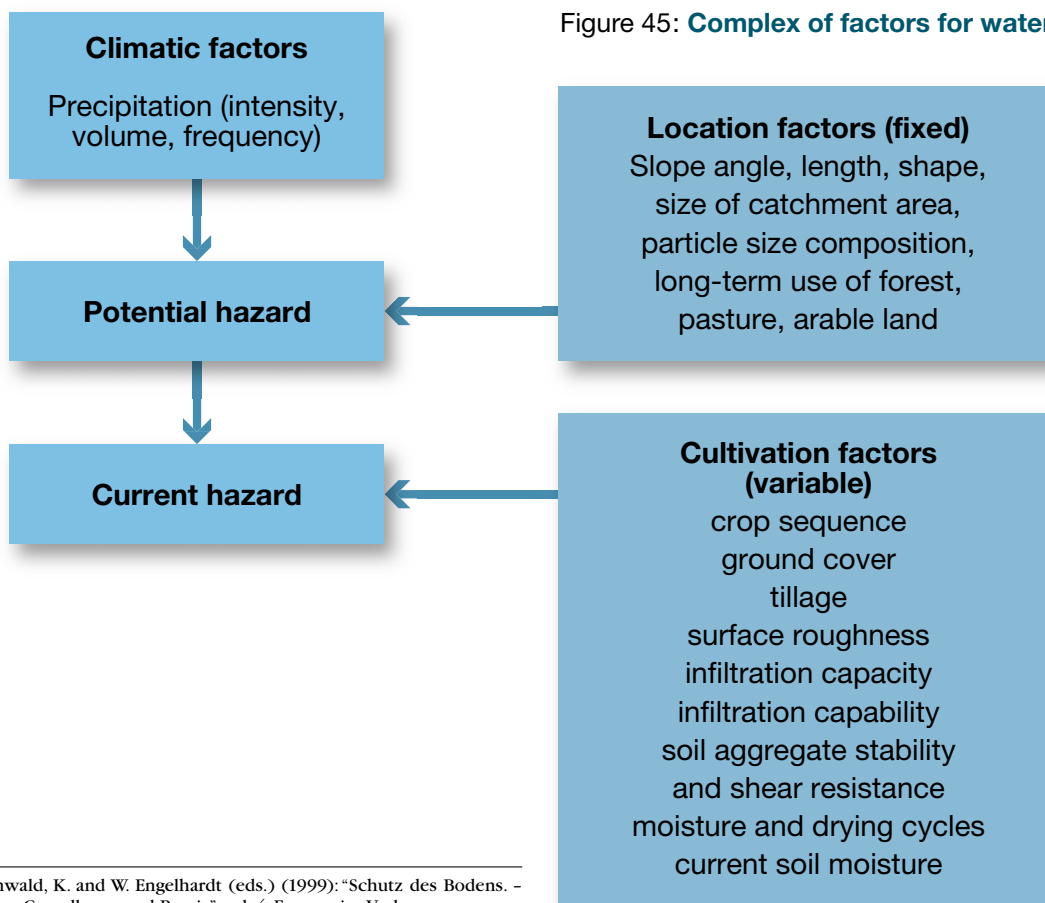 Figure 45: Complex of factors for water
Climatic factors
Precipitation (intensity,
volume, frequency)
Location factors (fixed)
Slope angle, length, shape,
size of catchment area,
particle size composition,
long-term use of forest,
pasture, arable land
Potential hazard
Current hazard
Cultivation factors
(variable)
crop sequence
ground cover
tillage
surface roughness
infiltration capacity
infiltration capability
soil aggregate stability
and shear resistance
moisture and drying cycles
current soil moisture
nwald, K. and W. Engelhardt (eds.) (1999): “Schutz des Bodens. –